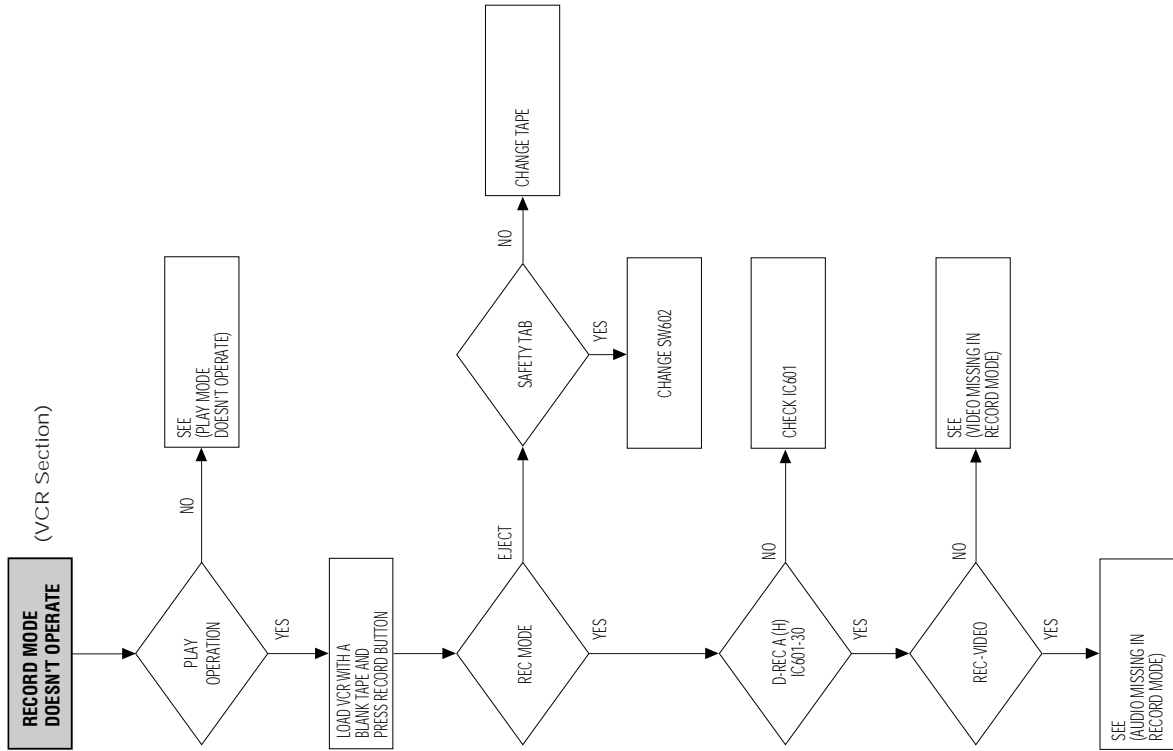 RECORD MODE
DOESN'T OPERATE
(VCR Section)
PLAY
OPERATION
NO
SEE
(PLAY MODE
DOESN'T OPERATE)
YES
LOAD VCR WITH A
BLANK TAPE AND
PRESS RECORD BUTTON
REC MODE
EJECT
SAFETY TAB
NO
CHANGE TAPE
YES
CHANGE SW602
YES
D-REC A (H)
IC601-30
NO
CHECK IC601
YES
REC-VIDEO
NO
SEE
(VIDEO MISSING IN
RECORD MODE)
YES
SEE
(AUDIO MISSING IN
RECORD MODE)